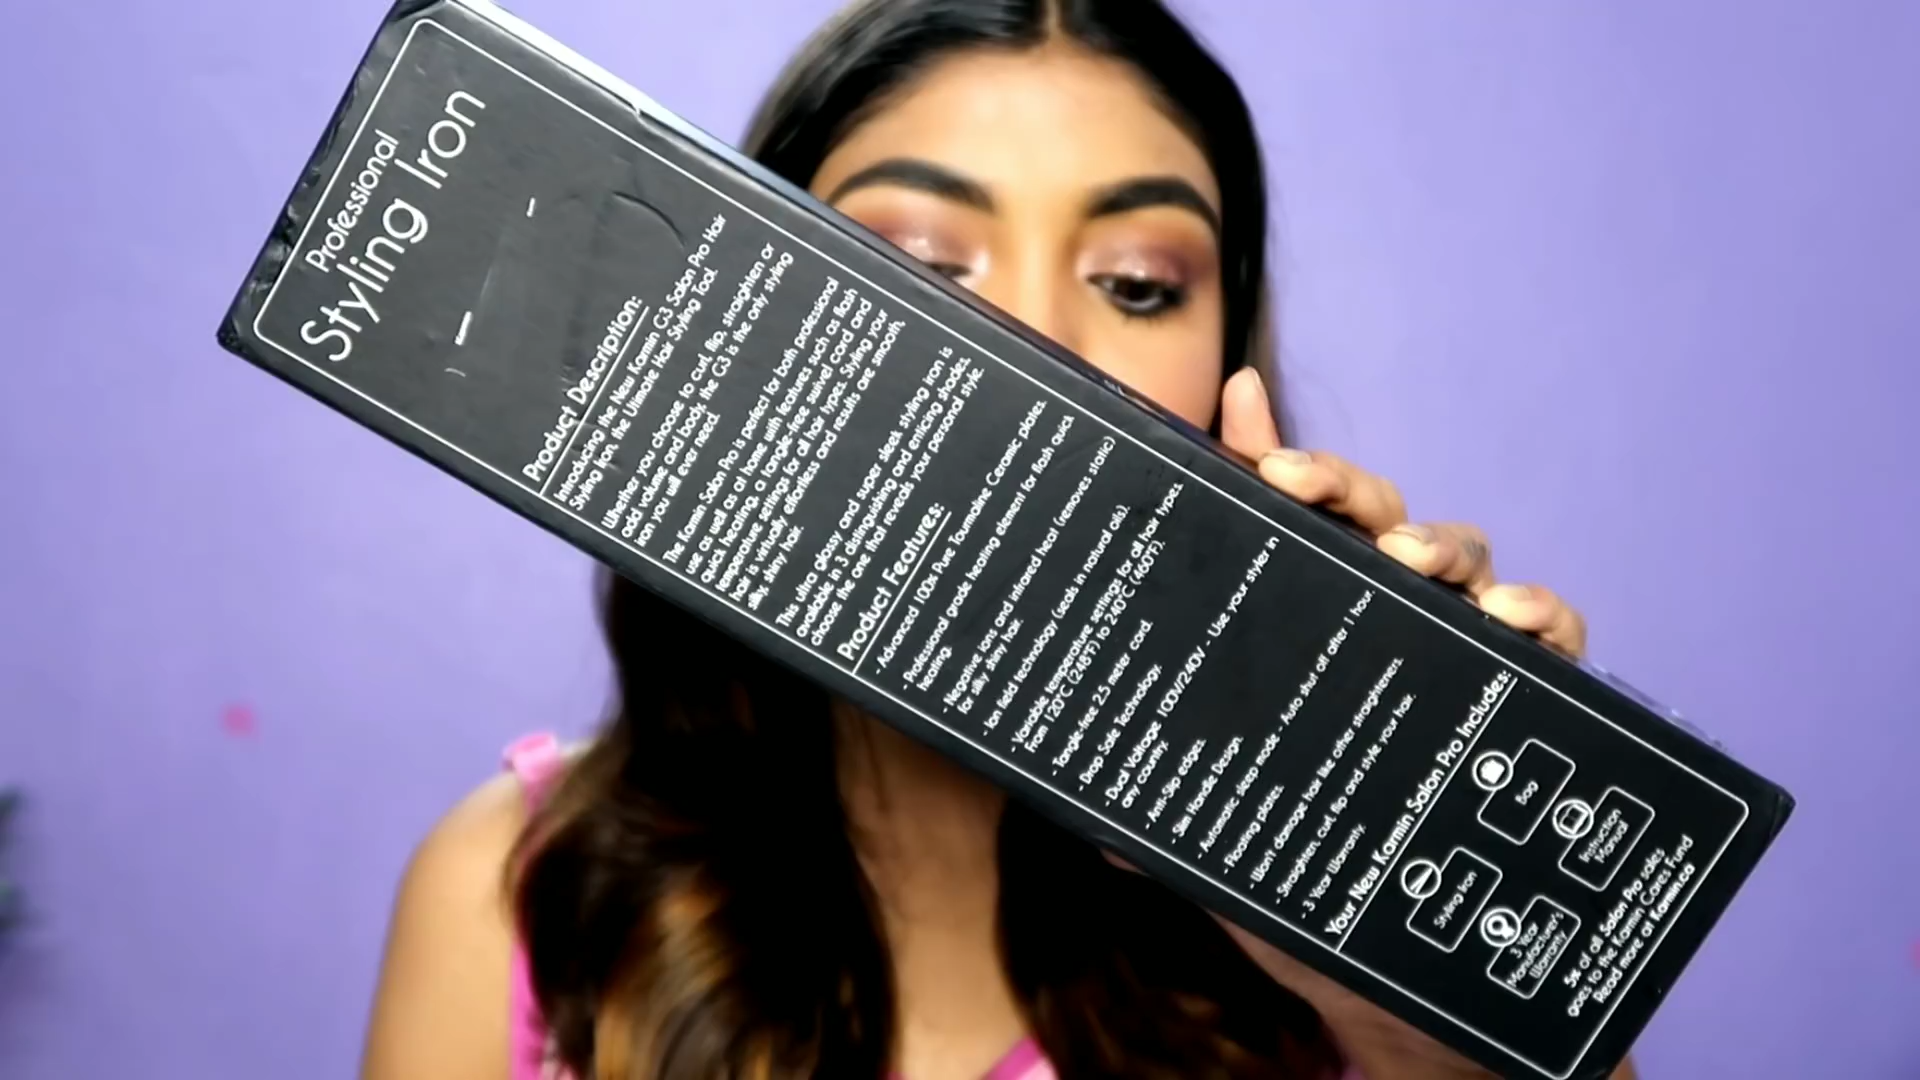 Professional
Styling Iron
Product Description:
Introducing the New Karmin G3 Salon Pro Hair
Styling Iron, the Ultimate Hair Styling Tool.
Whether you choose to curl, flip, straighten or
add volume and body, the G3 is the only styling
iron you will ever need.
The Karmin Salon Pro is perfect for both professional
use as well as at home with features such as flash
quick heating, a tangle-free swivel cord and
temperature settings for all hair types. Styling your
hair is virtually effortless and results are smooth,
silky, shiny hair.
This ultra glossy and super sleek styling iron is
available in 3 distinguishing and enticing shades,
choose the one that reveals your personal style.
Product Features:
- Advanced 100% Pure Tourmaline Ceramic plates.
- Professional grade heating element for flash quick
heating.
- Negative ions and infrared heat (removes static)
for silky shiny hair.
- Ion field technology (seals in natural oils).
- Variable temperature settings for all hair types.
From 120°C (248°F) to 240°C (460°F).
- Tangle-free 2.5 meter cord.
- Drop Safe Technology.
- Dual Voltage 100V/240V - Use your styler in
any country.
- Anti-Slip edges.
- Slim Handle Design.
- Automatic sleep mode - Auto shut off after 1 hour.
- Floating plates.
- Won't damage hair like other straighteners.
- Straighten, curl, flip and style your hair.
- 3 Year Warranty.
Your New Karmin Salon Pro Includes:
Styling Iron
Bag
3 Year
Manufacturer's
Warranty
Instruction
Manual
5% of all Salon Pro sales
goes to the Karmin Cares Fund
Read more at Karmin.co